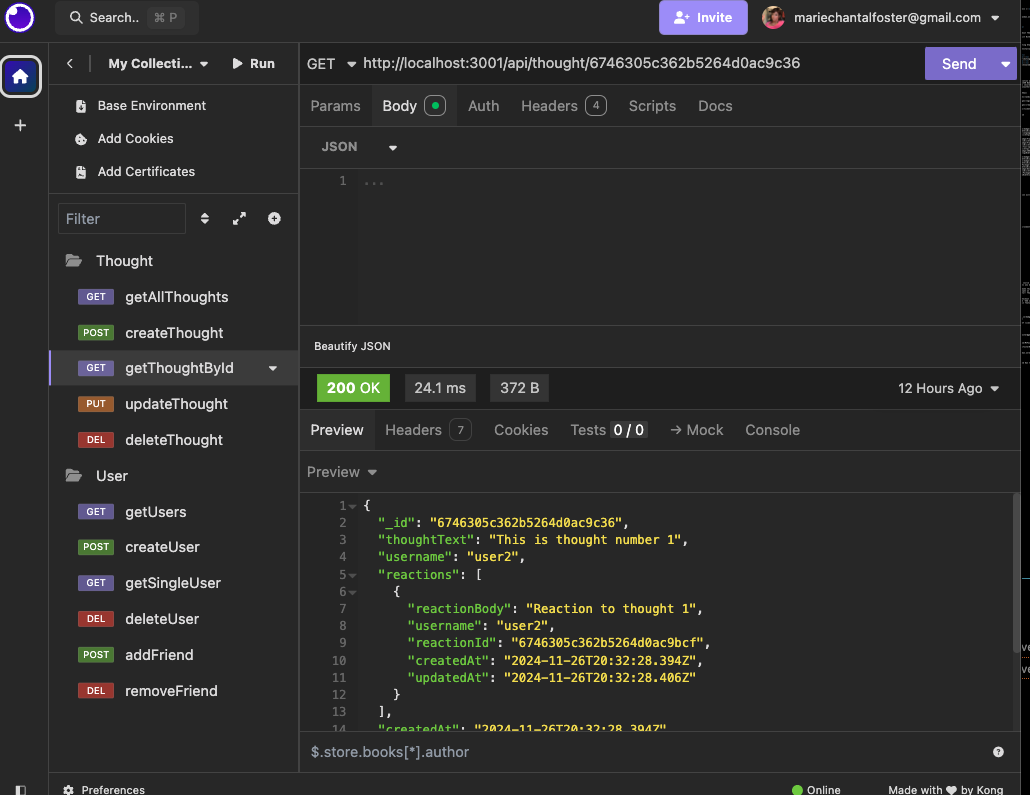 Search.. ⌘ P
Invite
mariechantalfoster@gmail.com
My Collecti...
Run
GET http://localhost:3001/api/thought/6746305c362b5264d0ac9c36
Send
Base Environment
Add Cookies
Add Certificates
Params Body Auth Headers 4 Scripts Docs
JSON
1 ...
Filter
Thought
GET getAllThoughts
POST createThought
GET getThoughtById
PUT updateThought
DEL deleteThought
User
GET getUsers
POST createUser
GET getSingleUser
DEL deleteUser
POST addFriend
DEL removeFriend
Beautify JSON
200 OK 24.1 ms 372 B 12 Hours Ago
Preview Headers 7 Cookies Tests 0 / 0 → Mock Console
Preview
1 {
2 "_id": "6746305c362b5264d0ac9c36",
3 "thoughtText": "This is thought number 1",
4 "username": "user2",
5 "reactions": [
6 {
7 "reactionBody": "Reaction to thought 1",
8 "username": "user2",
9 "reactionId": "6746305c362b5264d0ac9bcf",
10 "createdAt": "2024-11-26T20:32:28.394Z",
11 "updatedAt": "2024-11-26T20:32:28.406Z"
12 }
13 ],
14 "createdAt": "2024-11-26T20:32:28.394Z"
$.store.books[*].author
Preferences
Online
Made with ♥ by Kong